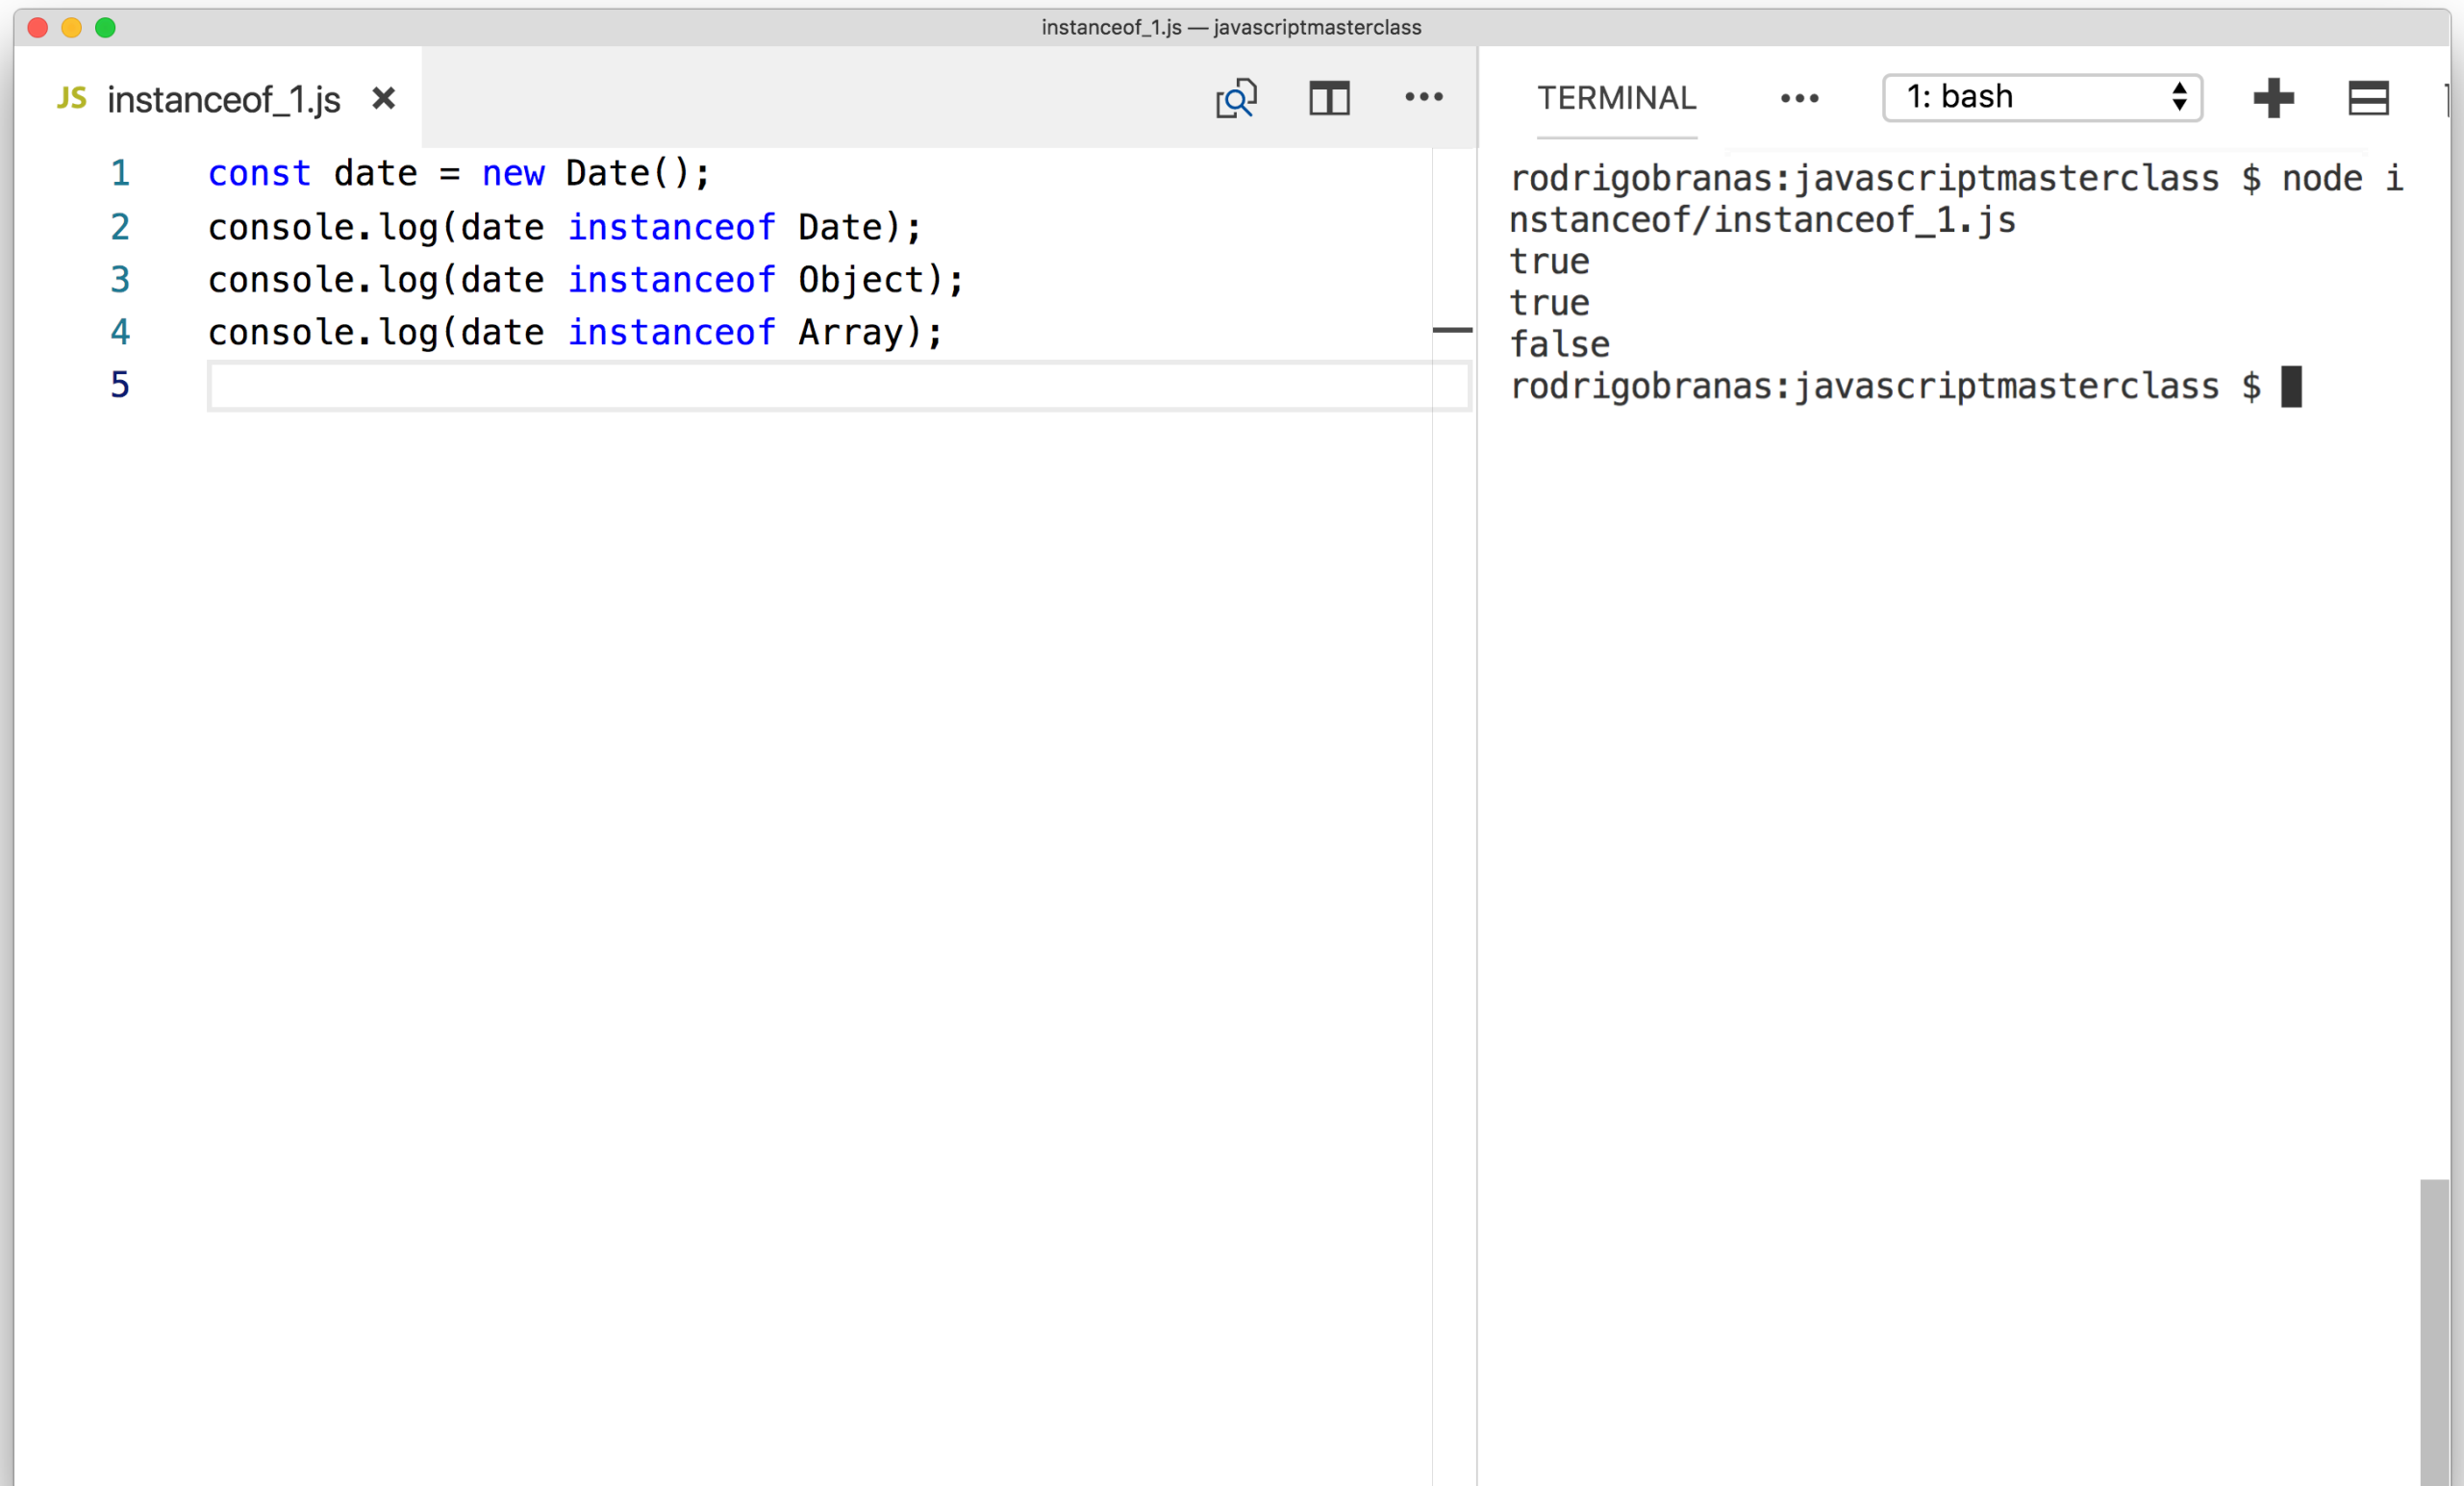 instanceof_1.js — javascriptmasterclass
JS instanceof_1.js
1 const date = new Date();
2 console.log(date instanceof Date);
3 console.log(date instanceof Object);
4 console.log(date instanceof Array);
5
TERMINAL
1: bash
rodrigobranas:javascriptmasterclass $ node i
nstanceof/instanceof_1.js
true
true
false
rodrigobranas:javascriptmasterclass $